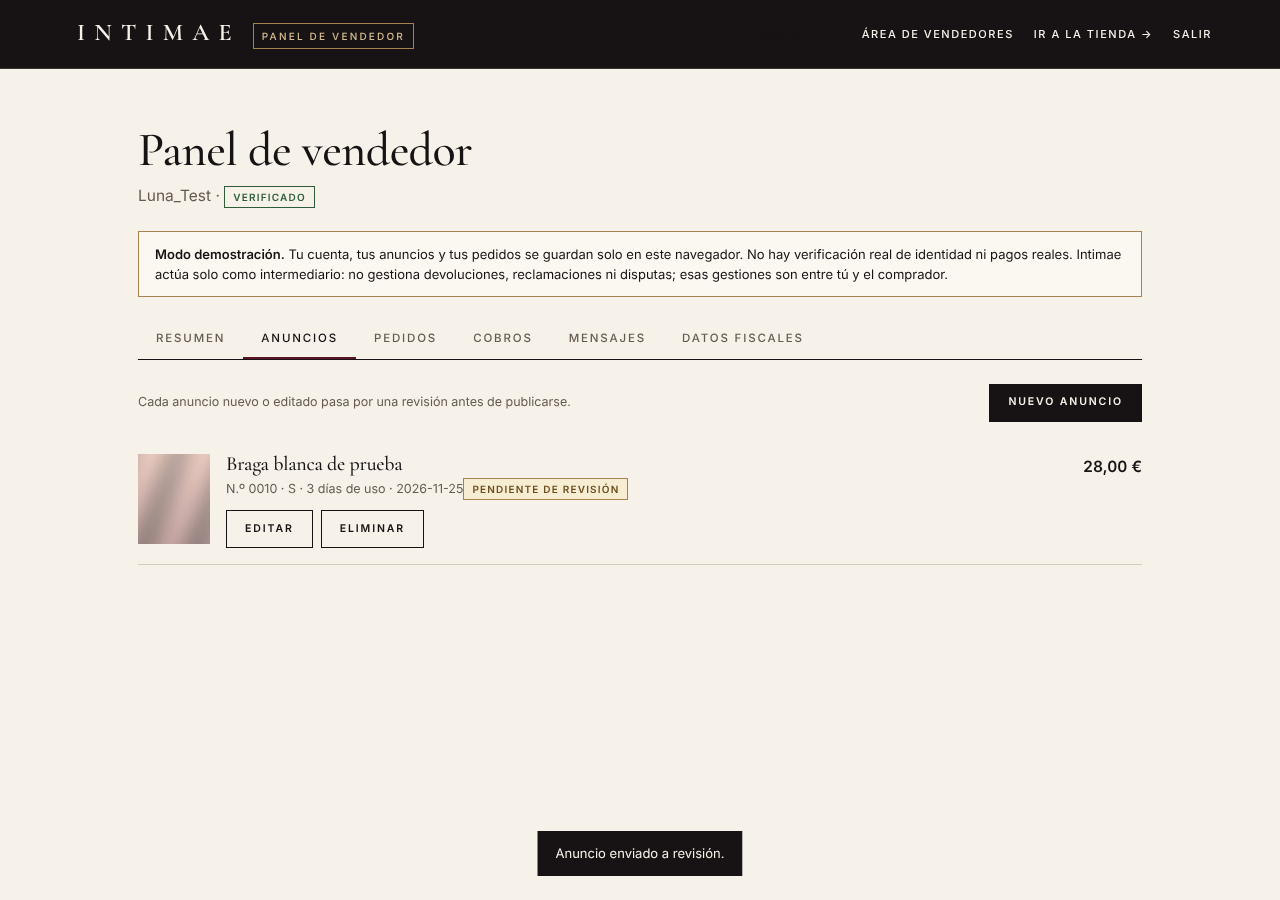 INTIMAE PANEL DE VENDEDOR ÁREA DE VENDEDORES IR A LA TIENDA → SALIR
Panel de vendedor
Luna_Test · VERIFICADO
Modo demostración. Tu cuenta, tus anuncios y tus pedidos se guardan solo en este navegador. No hay verificación real de identidad ni pagos reales. Intimae
actúa solo como intermediario: no gestiona devoluciones, reclamaciones ni disputas; esas gestiones son entre tú y el comprador.
RESUMEN ANUNCIOS PEDIDOS COBROS MENSAJES DATOS FISCALES
Cada anuncio nuevo o editado pasa por una revisión antes de publicarse. NUEVO ANUNCIO
Braga blanca de prueba 28,00 €
N.º 0010 · S · 3 días de uso · 2026-11-25 PENDIENTE DE REVISIÓN
EDITAR ELIMINAR
Anuncio enviado a revisión.